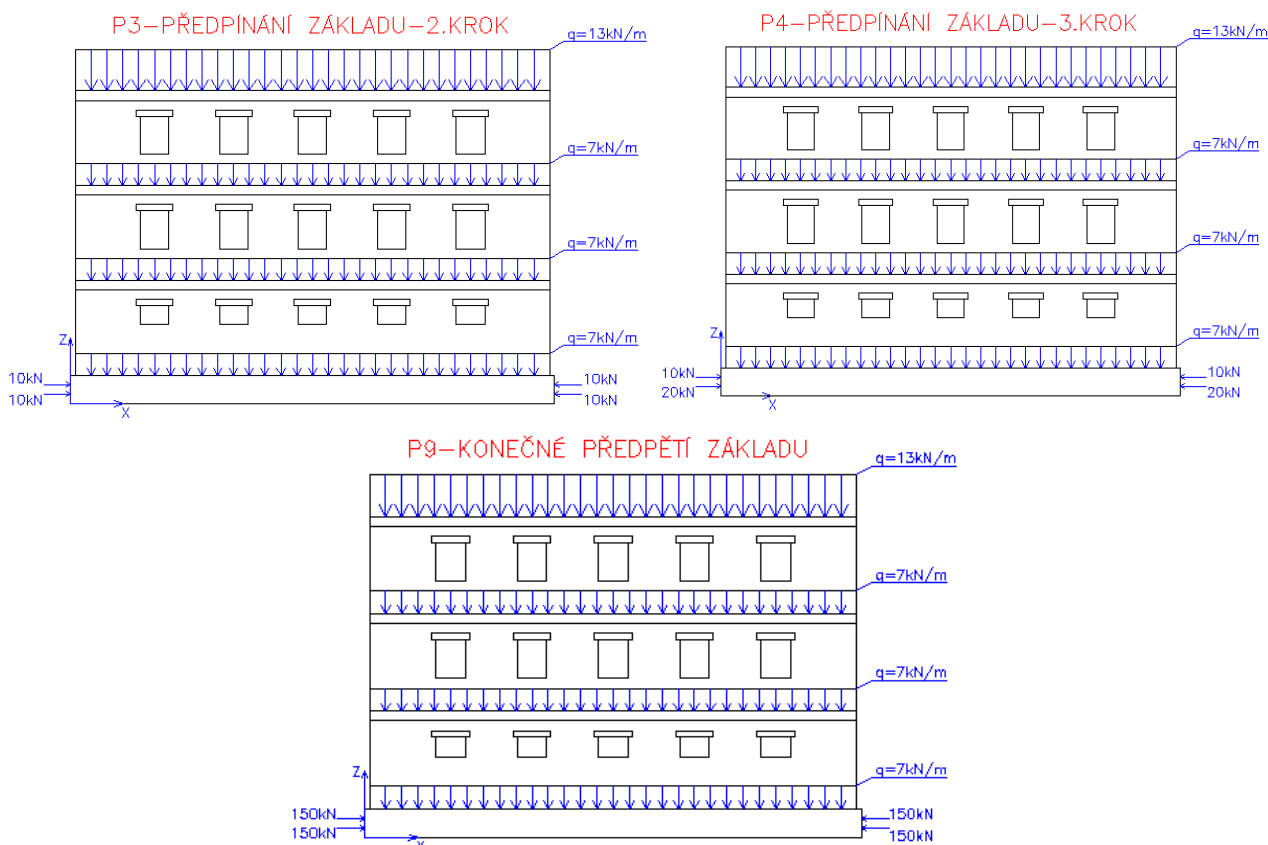 P3-PŘEDPÍNÁNÍ ZÁKLADU-2.KROK
q=13kN/m
q=7kN/m
q=7kN/m
q=7kN/m
Z
10kN
10kN
10kN
10kN
X
P4-PŘEDPÍNÁNÍ ZÁKLADU-3.KROK
q=13kN/m
q=7kN/m
q=7kN/m
q=7kN/m
Z
10kN
10kN
20kN
20kN
X
P9-KONEČNÉ PŘEDPĚTÍ ZÁKLADU
q=13kN/m
q=7kN/m
q=7kN/m
q=7kN/m
Z
150kN
150kN
150kN
150kN